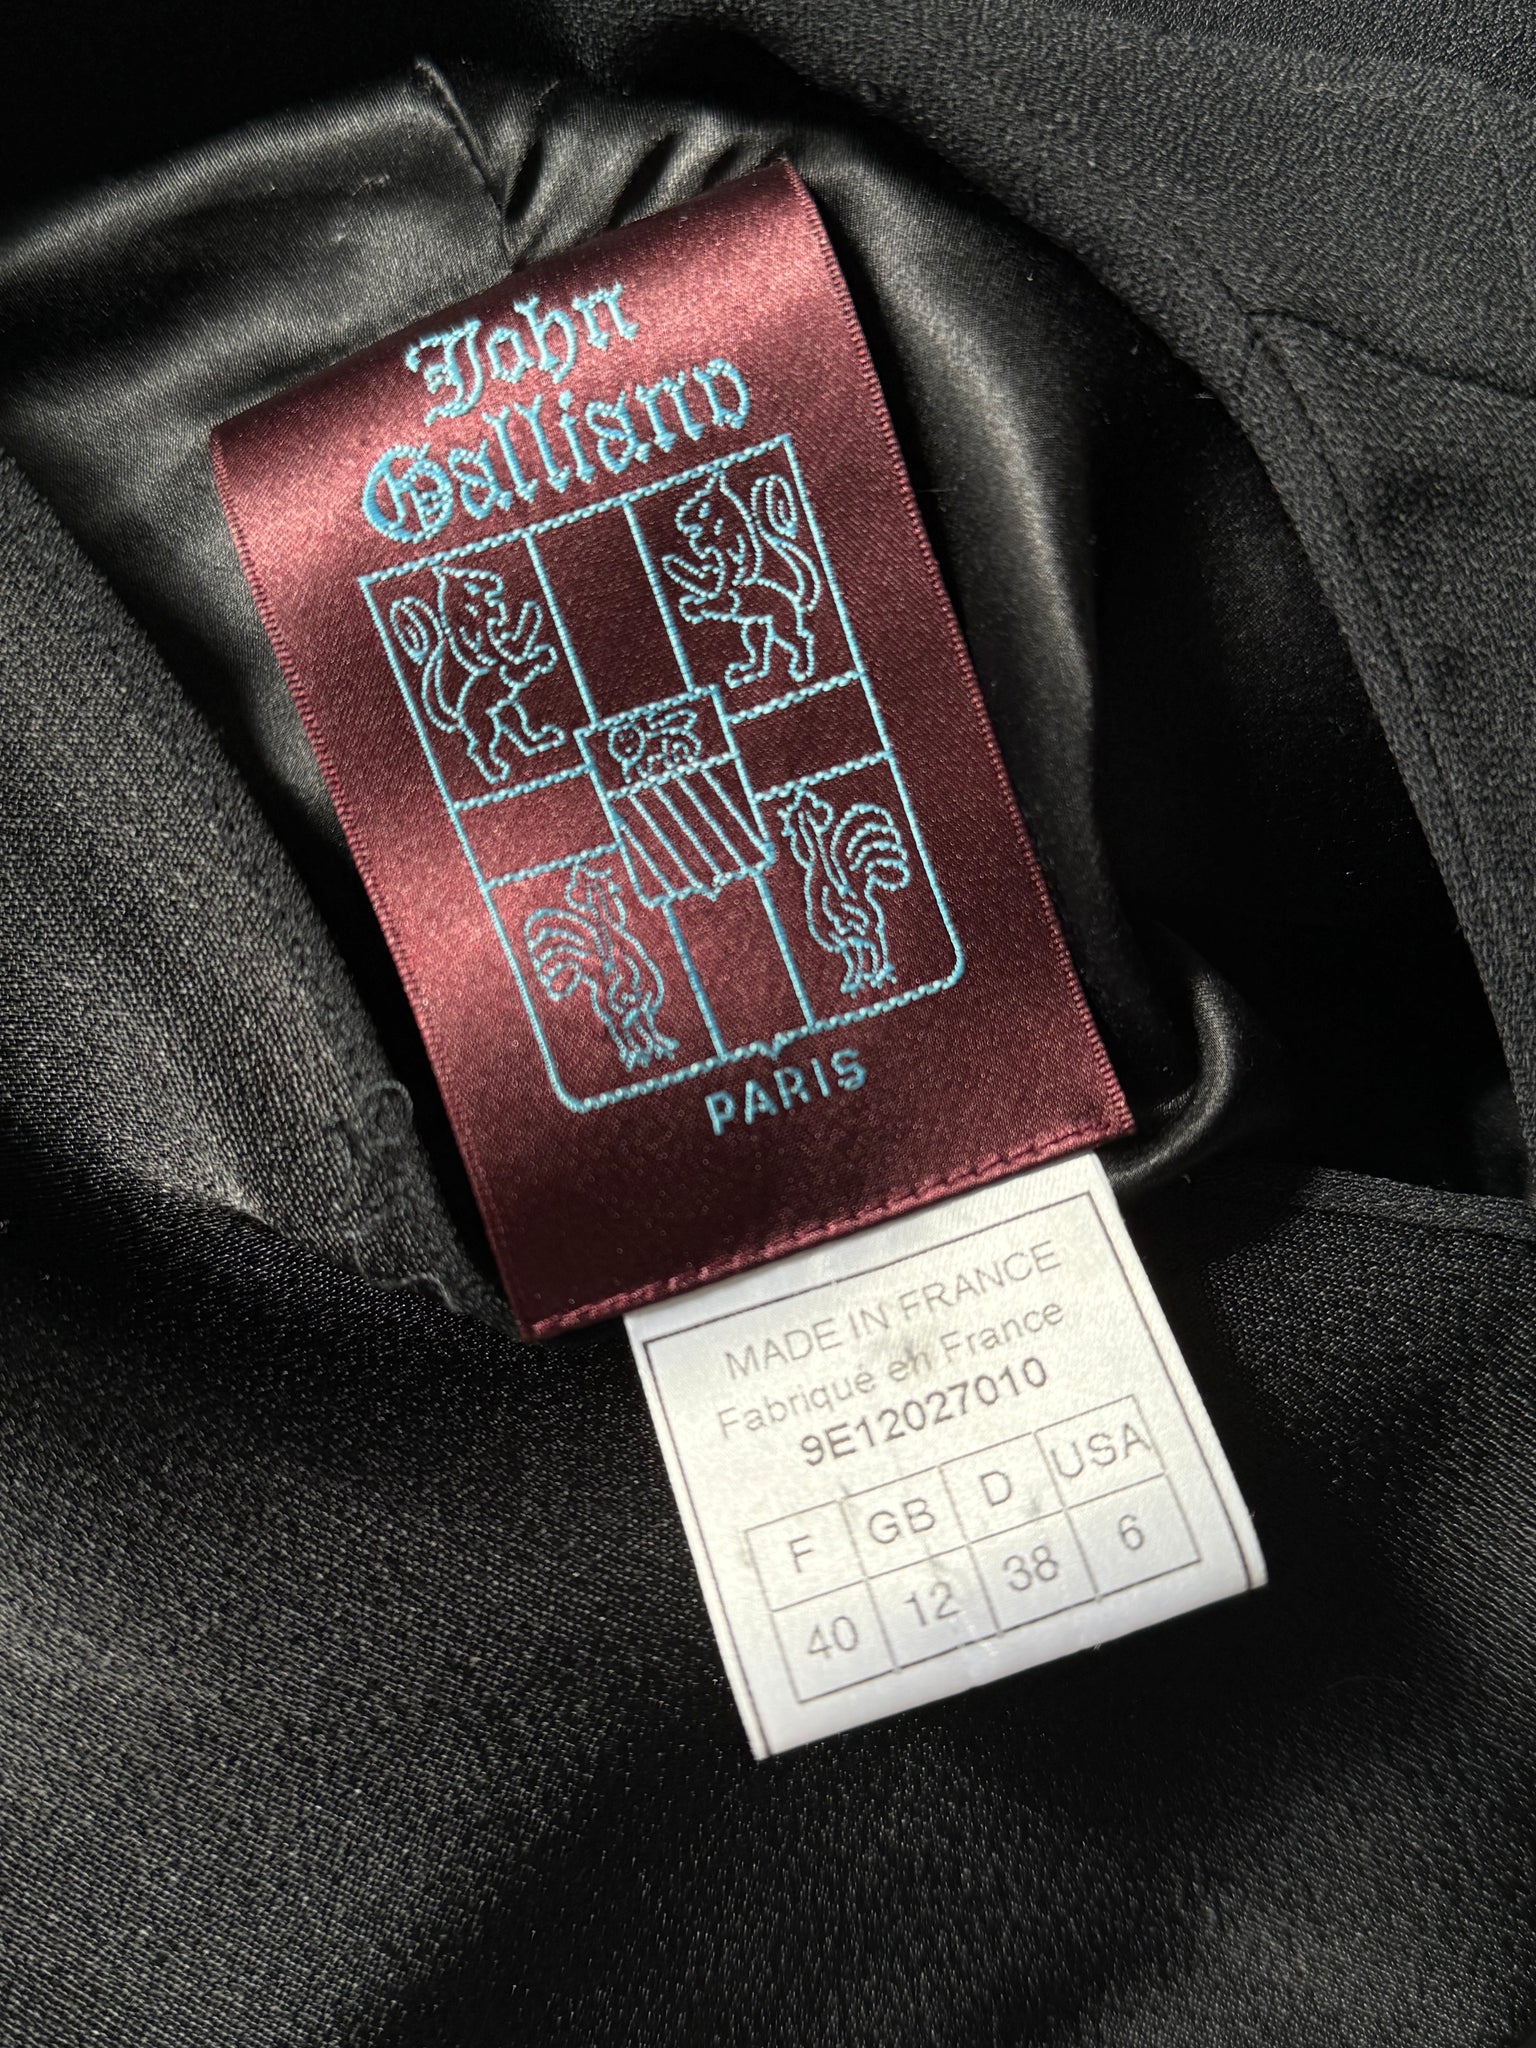 John
Galliano
PARIS
MADE IN FRANCE
Fabriqué en France
9E12027010
F GB D USA
40 12 38 6